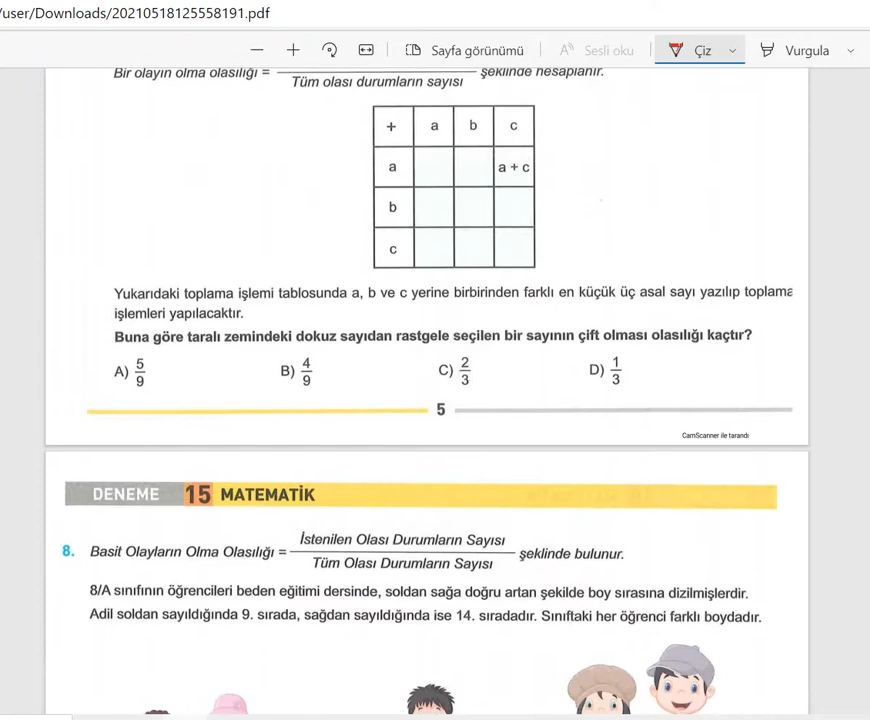 /user/Downloads/20210518125558191.pdf
Sayfa görünümü
Sesli oku
Çiz
Vurgula
Bir olayın olma olasılığı = Tüm olası durumların sayısı şeklinde hesaplanır.
+ a b c
a a + c
b
c
Yukarıdaki toplama işlemi tablosunda a, b ve c yerine birbirinden farklı en küçük üç asal sayı yazılıp toplama
işlemleri yapılacaktır.
Buna göre taralı zemindeki dokuz sayıdan rastgele seçilen bir sayının çift olması olasılığı kaçtır?
A) 5/9 B) 4/9 C) 2/3 D) 1/3
5
CamScanner ile tarandı
DENEME 15 MATEMATİK
İstenilen Olası Durumların Sayısı
8. Basit Olayların Olma Olasılığı = şeklinde bulunur.
Tüm Olası Durumların Sayısı
8/A sınıfının öğrencileri beden eğitimi dersinde, soldan sağa doğru artan şekilde boy sırasına dizilmişlerdir.
Adil soldan sayıldığında 9. sırada, sağdan sayıldığında ise 14. sıradadır. Sınıftaki her öğrenci farklı boydadır.